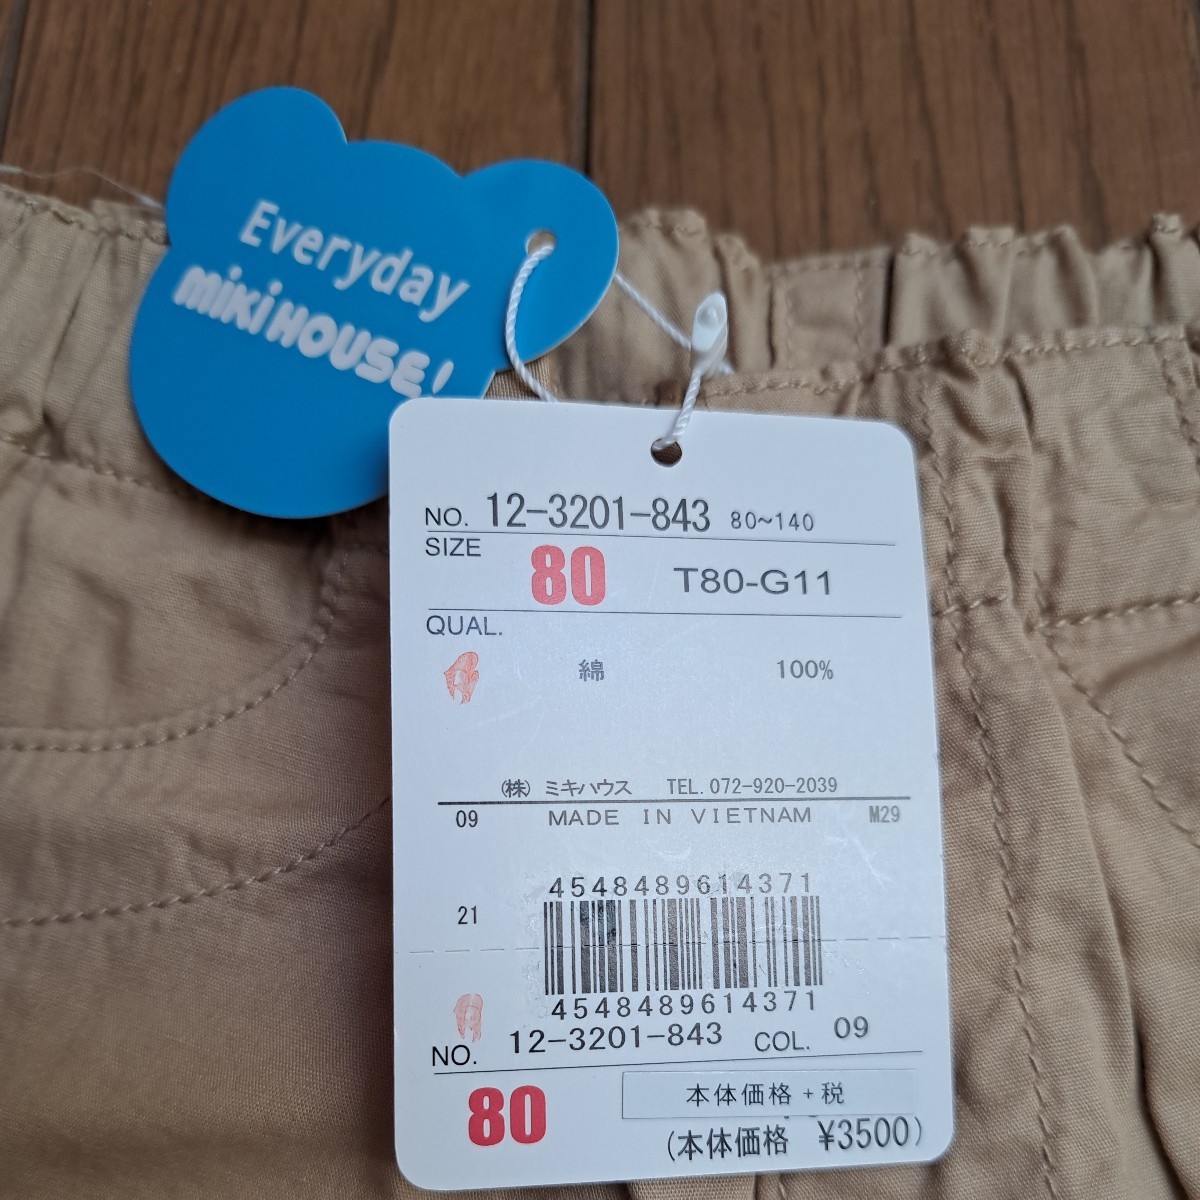 Everyday
miki HOUSE!
NO. 12-3201-843 80~140
SIZE 80 T80-G11
QUAL.
綿 100%
(株) ミキハウス TEL.072-920-2039
09 MADE IN VIETNAM M29
4548489614371
21
4548489614371
NO. 12-3201-843 COL. 09
80 本体価格+税
(本体価格 ¥3500)